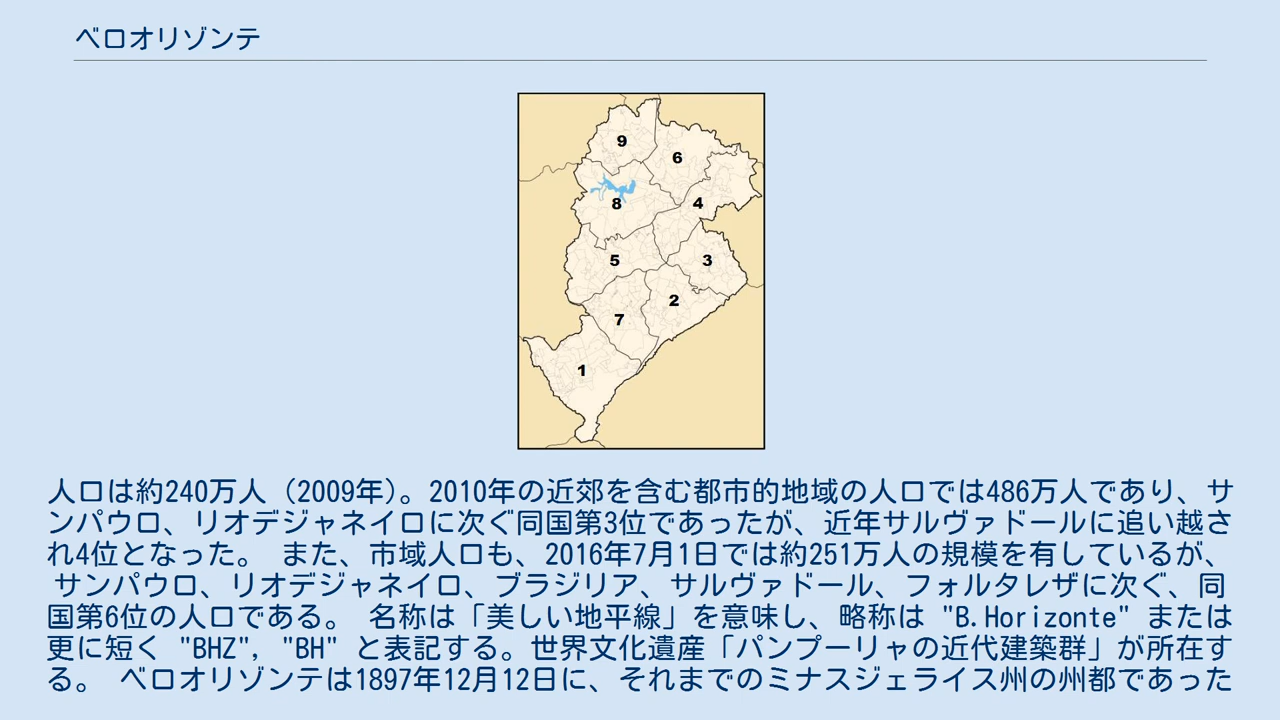 ベロオリゾンテ
9
6
8
4
5
3
2
7
1
人口は約240万人（2009年）。2010年の近郊を含む都市的地域の人口では486万人であり、サ
ンパウロ、リオデジャネイロに次ぐ同国第3位であったが、近年サルヴァドールに追い越さ
れ4位となった。 また、市域人口も、2016年7月1日では約251万人の規模を有しているが、
サンパウロ、リオデジャネイロ、ブラジリア、サルヴァドール、フォルタレザに次ぐ、同
国第6位の人口である。 名称は「美しい地平線」を意味し、略称は "B.Horizonte" または
更に短く "BHZ", "BH" と表記する。世界文化遺産「パンプーリャの近代建築群」が所在す
る。 ベロオリゾンテは1897年12月12日に、それまでのミナスジェライス州の州都であった